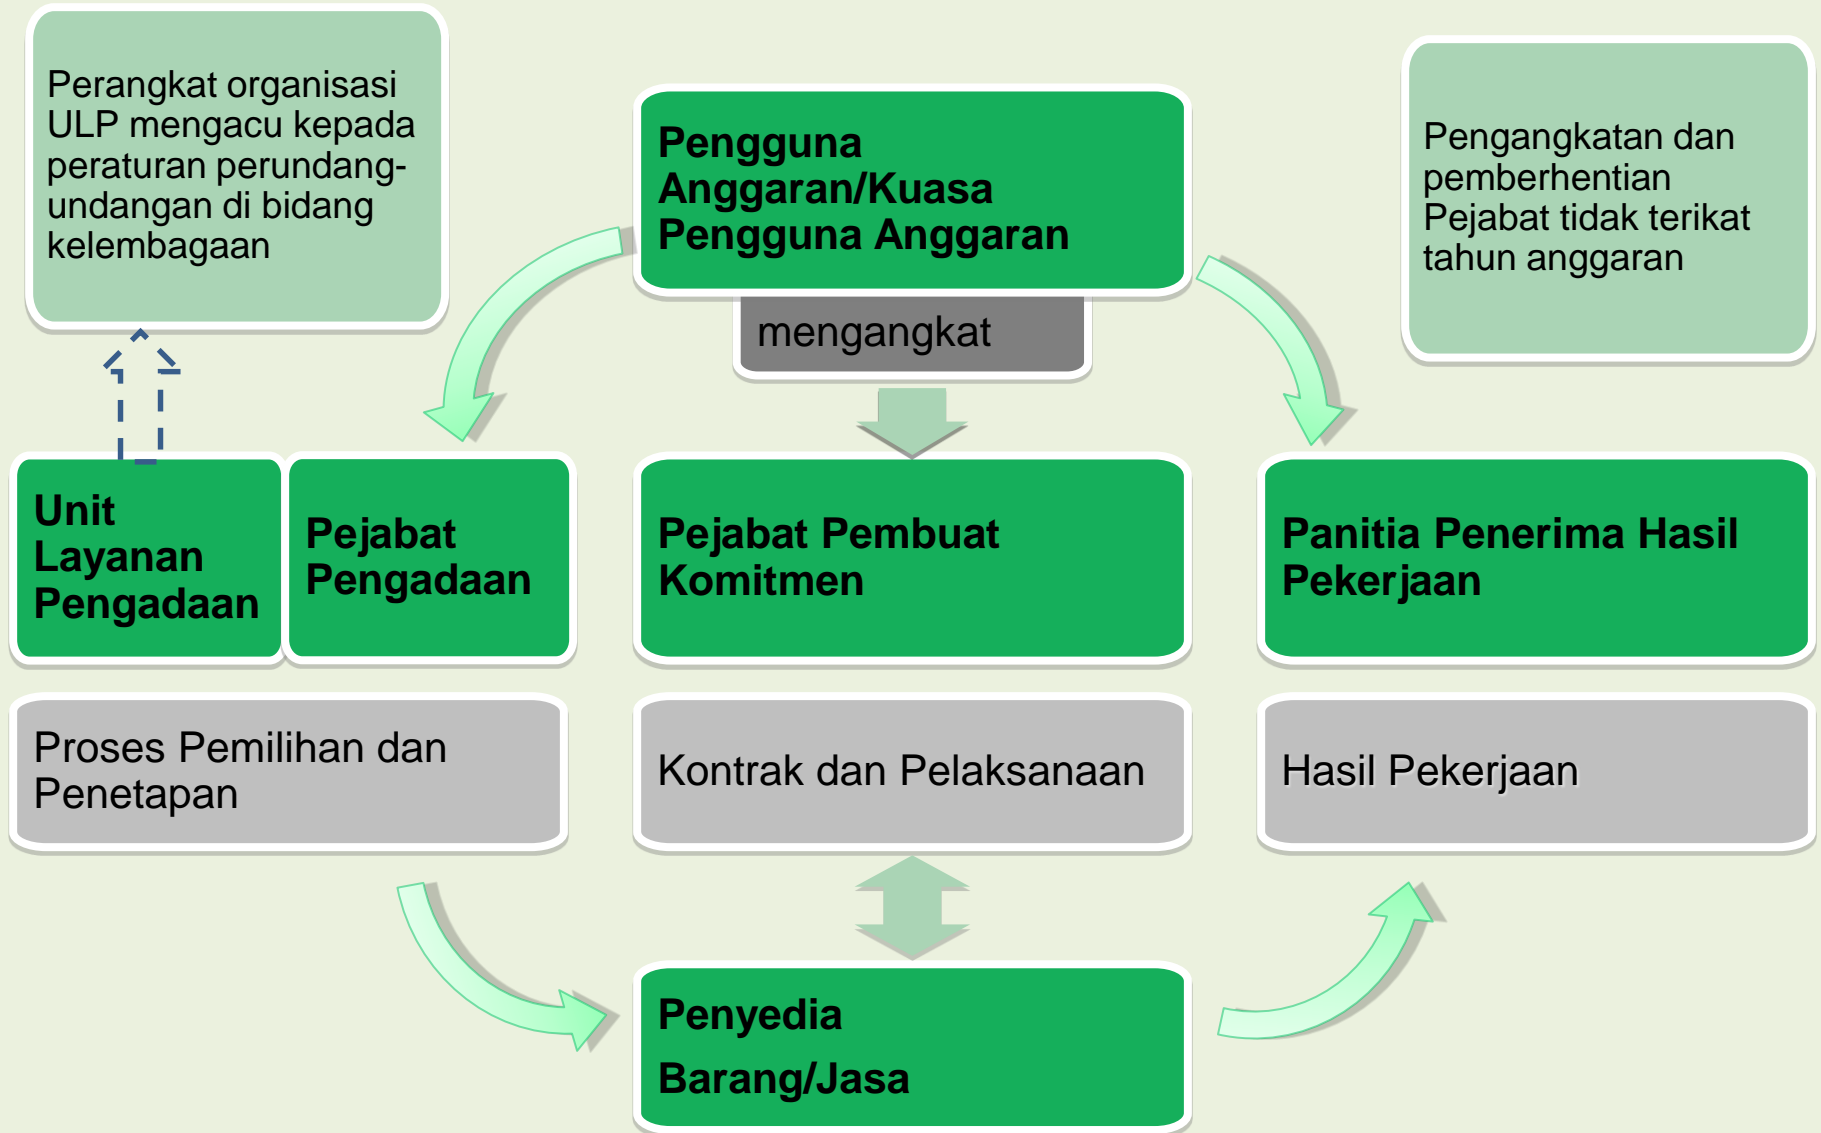 Perangkat organisasi
ULP mengacu kepada
peraturan perundang-
undangan di bidang
kelembagaan
Pengguna
Anggaran/Kuasa
Pengguna Anggaran
mengangkat
Pengangkatan dan
pemberhentian
Pejabat tidak terikat
tahun anggaran
Unit
Layanan
Pengadaan
Pejabat
Pengadaan
Pejabat Pembuat
Komitmen
Panitia Penerima Hasil
Pekerjaan
Proses Pemilihan dan
Penetapan
Kontrak dan Pelaksanaan
Hasil Pekerjaan
Penyedia
Barang/Jasa